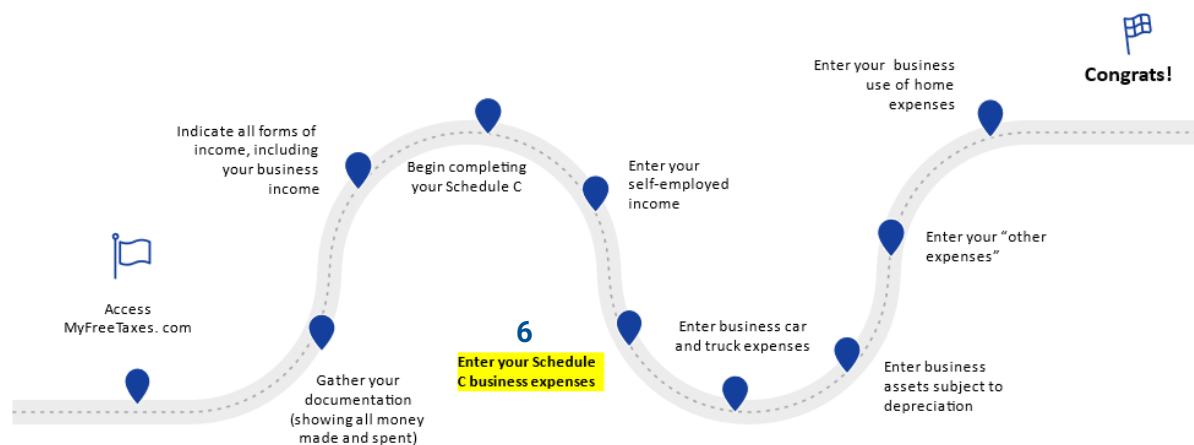 Access
MyFreeTaxes. com
Gather your
documentation
(showing all money
made and spent)
Indicate all forms of
income, including
your business
income
Begin completing
your Schedule C
Enter your
self-employed
income
6
Enter your Schedule
C business expenses
Enter business car
and truck expenses
Enter business
assets subject to
depreciation
Enter your “other
expenses”
Enter your business
use of home
expenses
Congrats!